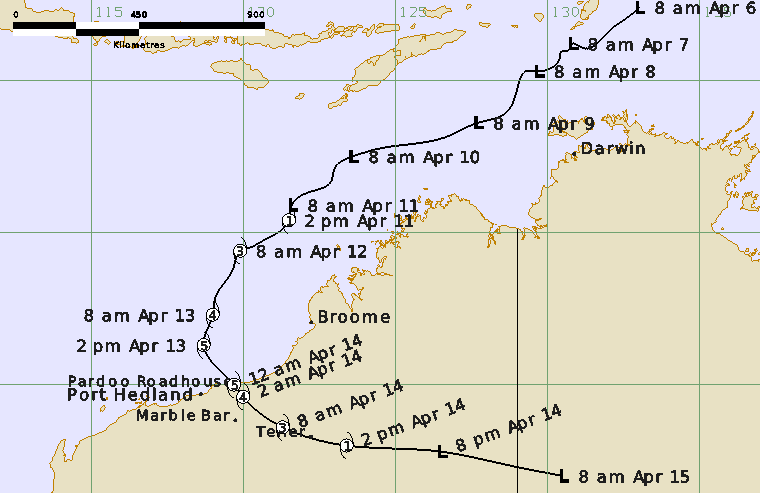 0 450 900
Kilometres
115 120 125 130 135
8 am Apr 6
8 am Apr 7
8 am Apr 8
8 am Apr 9
Darwin
8 am Apr 10
8 am Apr 11
2 pm Apr 11
8 am Apr 12
8 am Apr 13
Broome
2 pm Apr 13
12 am Apr 14
2 am Apr 14
Pardoo Roadhouse
Port Hedland
8 am Apr 14
Marble Bar
Telfer
2 pm Apr 14
8 pm Apr 14
8 am Apr 15
L
L
L
L
L
L
1
3
4
5
5
4
3
1
L
L